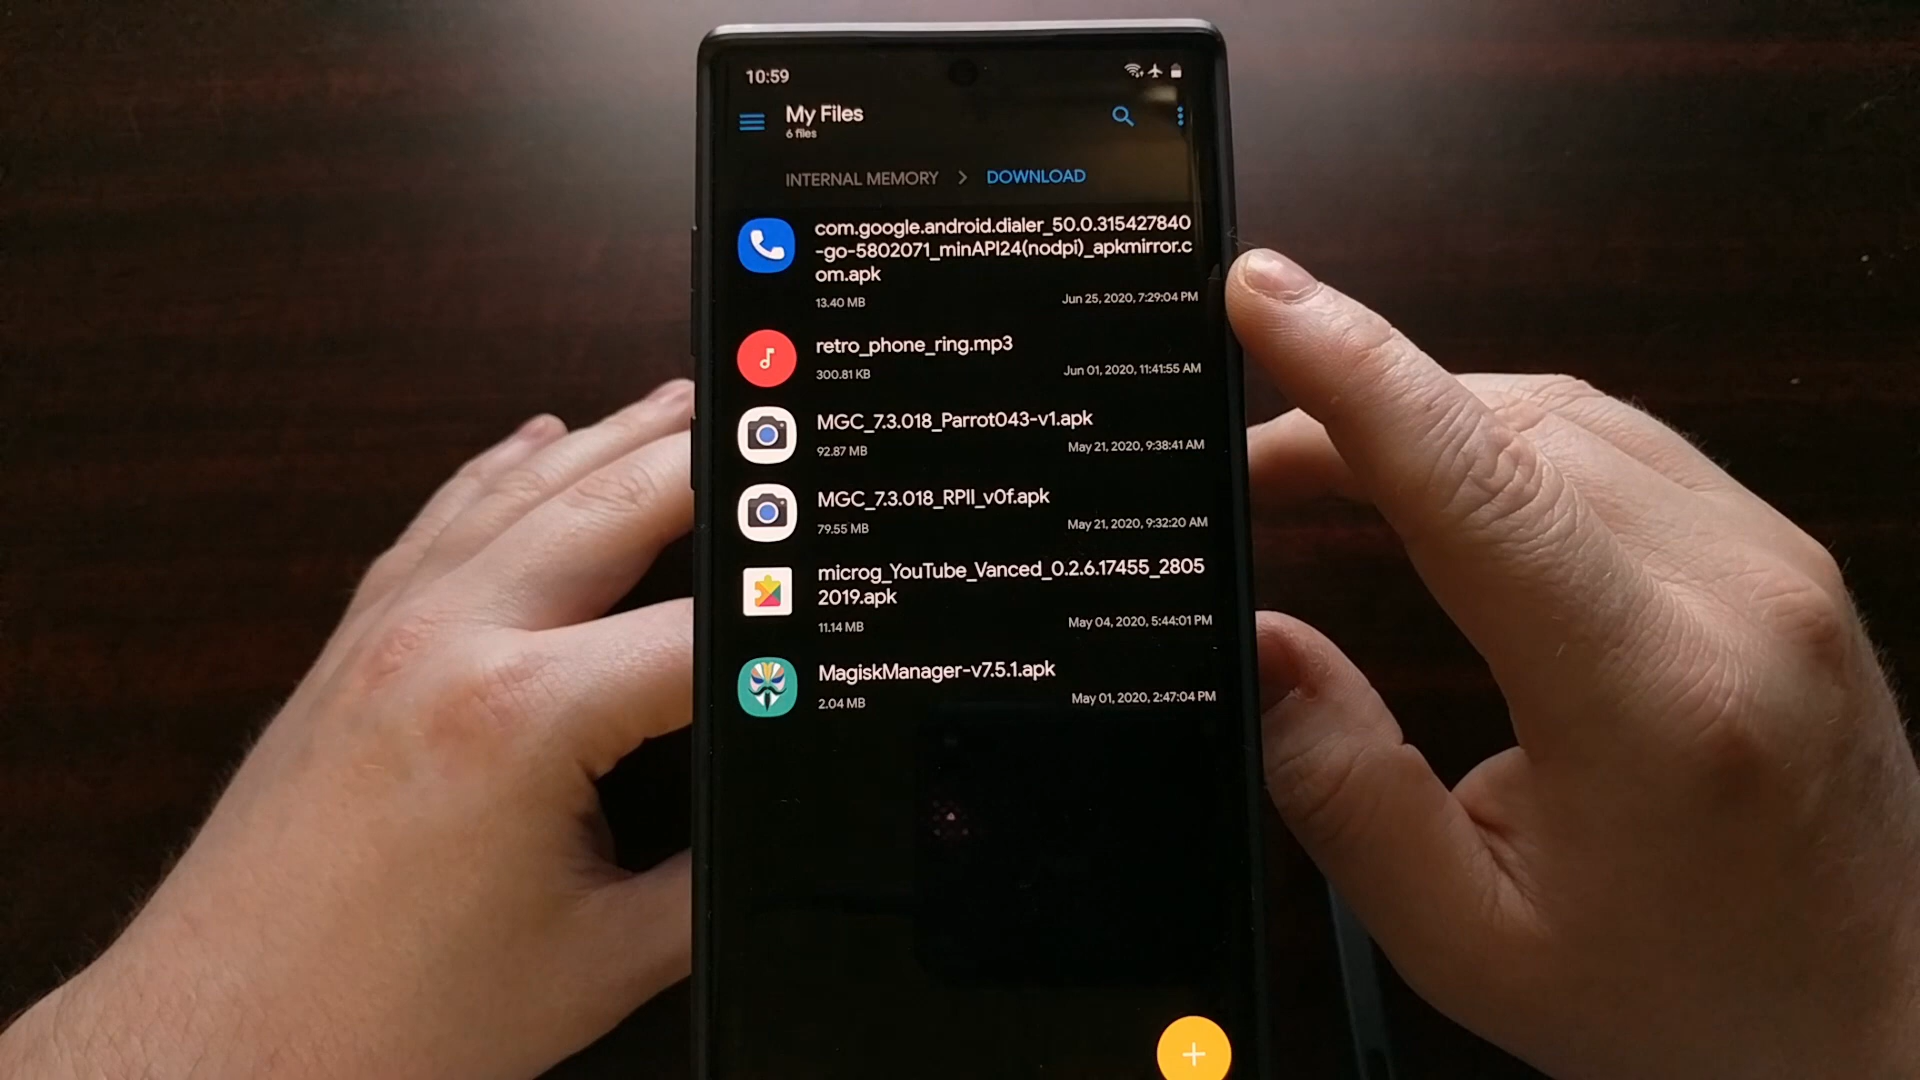 10:59
My Files
6 files
INTERNAL MEMORY > DOWNLOAD
com.google.android.dialer_50.0.315427840
-go-5802071_minAPI24(nodpi)_apkmirror.c
om.apk
13.40 MB Jun 25, 2020, 7:29:04 PM
retro_phone_ring.mp3
300.81 KB Jun 01, 2020, 11:41:55 AM
MGC_7.3.018_Parrot043-v1.apk
92.87 MB May 21, 2020, 9:38:41 AM
MGC_7.3.018_RPII_v0f.apk
79.55 MB May 21, 2020, 9:32:20 AM
microg_YouTube_Vanced_0.2.6.17455_2805
2019.apk
11.14 MB May 04, 2020, 5:44:01 PM
MagiskManager-v7.5.1.apk
2.04 MB May 01, 2020, 2:47:04 PM